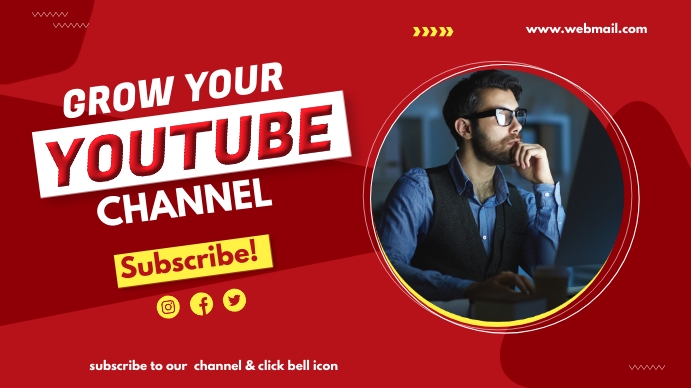 www.webmail.com
GROW YOUR
YOUTUBE
CHANNEL
Subscribe!
subscribe to our channel & click bell icon